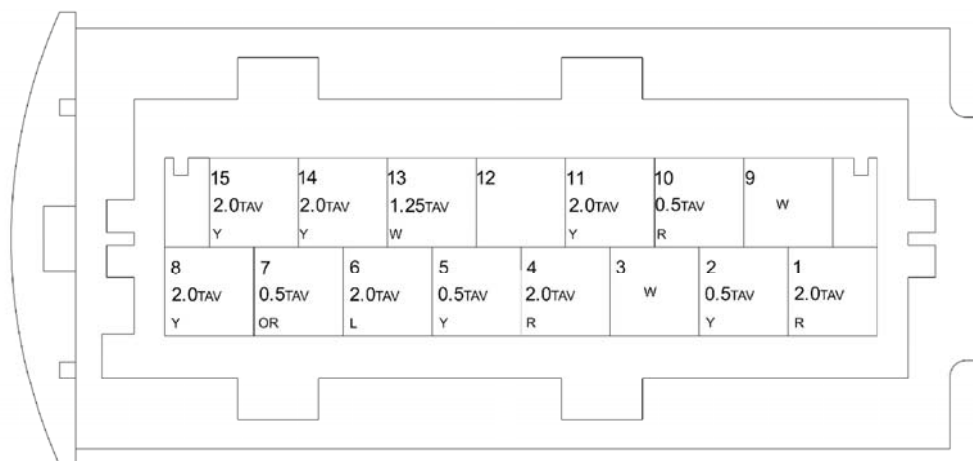 15 14 13 12 11 10 9
2.0TAV 2.0TAV 1.25TAV 2.0TAV 0.5TAV W
Y Y W Y R
8 7 6 5 4 3 2 1
2.0TAV 0.5TAV 2.0TAV 0.5TAV 2.0TAV W 0.5TAV 2.0TAV
Y OR L Y R Y R